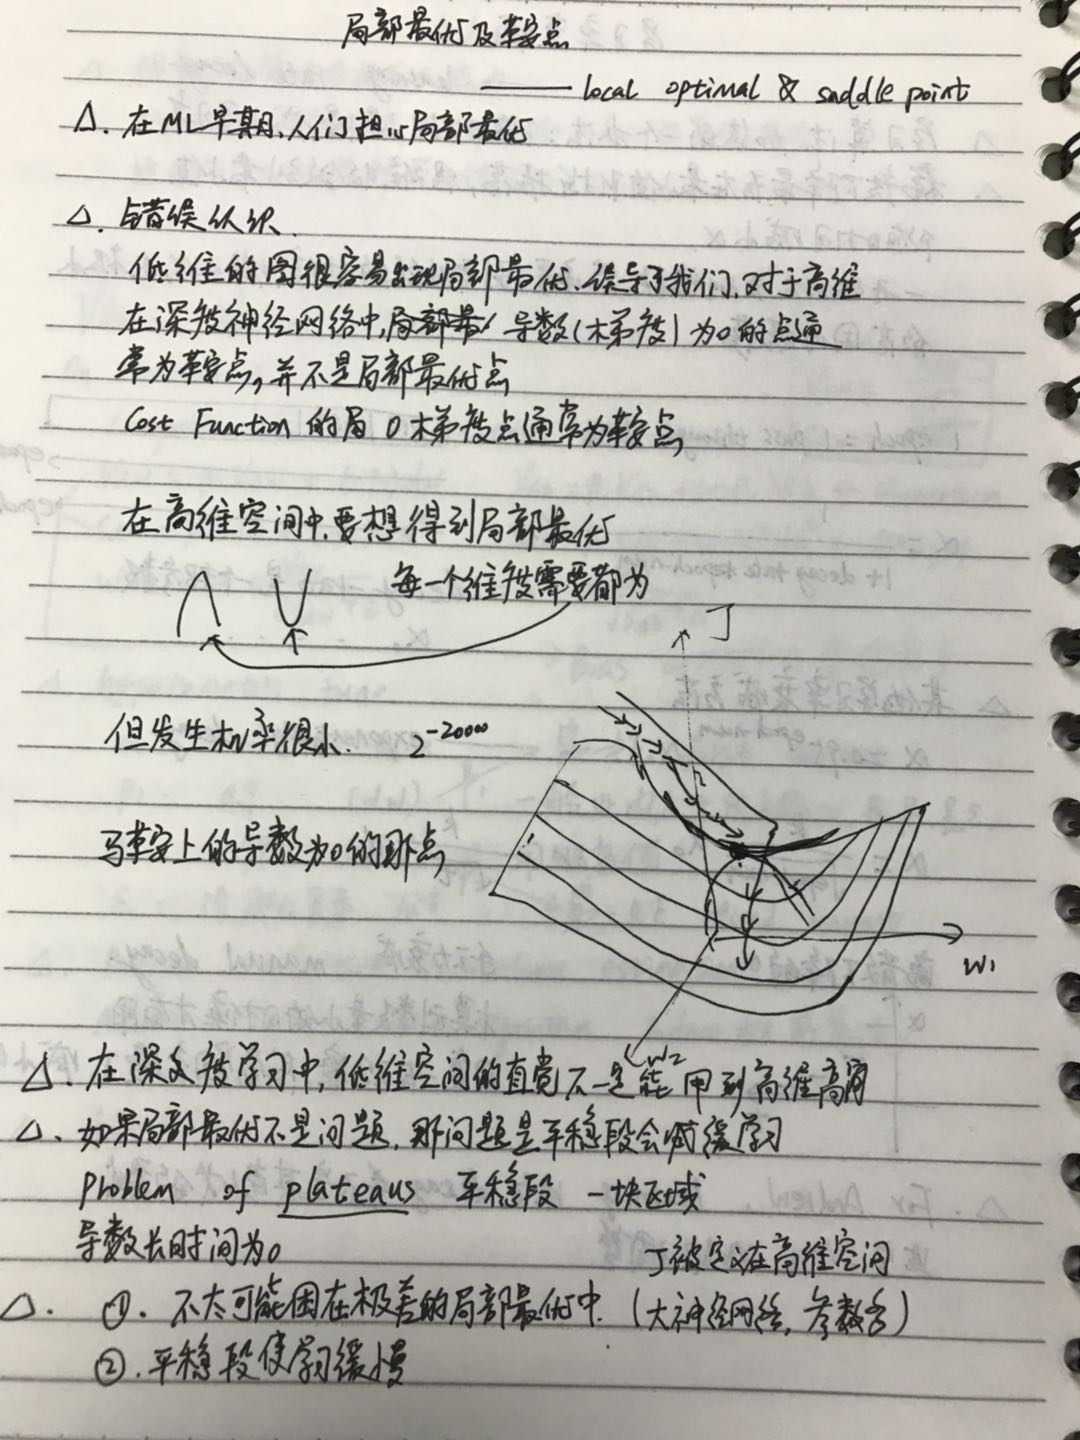 局部最优及鞍点
—— local optimal & saddle point
△. 在ML早期,人们担心局部最优
△. 错误认识.
低维的图很容易出现局部最优,误导了我们,对于高维
在深度神经网络中,局部最 导数(梯度)为0的点通
常为鞍点,并不是局部最优点
Cost Function 的局 0梯度点通常为鞍点
在高维空间中,要想得到局部最优
每一个维度需要都为
J
但发生机率很小. 2^-20000
马鞍上的导数为0的那点
W1
W2
△. 在深度学习中,低维空间的直觉不一定能用到高维高间
△. 如果局部最优不是问题,那问题是平稳段会减缓学习
problem of plateaus 平稳段 一块区域
导数长时间为0
J被定义在高维空间
△. ①. 不太可能困在极差的局部最优中. (大神经网络,参数多)
②. 平稳段使学习缓慢